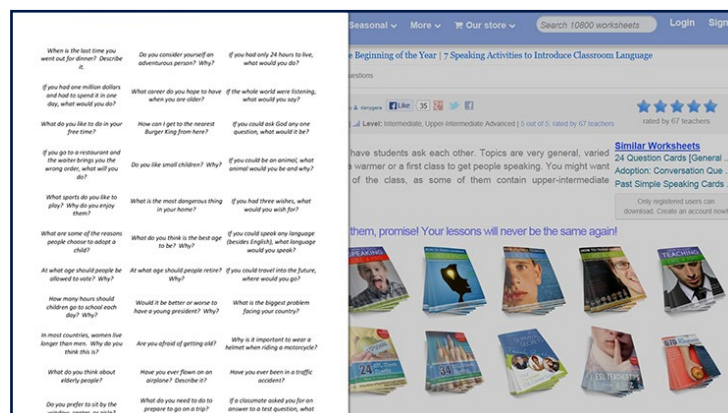 When is the last time you
went out for dinner? Describe
it.
Do you consider yourself an
adventurous person? Why?
If you had only 24 hours to live,
what would you do?
If you had one million dollars
and had to spend it in one
day, what would you do?
What career do you hope to have
when you are older?
If the whole world were listening,
what would you say?
What do you like to do in your
free time?
How can I get to the nearest
Burger King from here?
If you could ask God any one
question, what would it be?
If you go to a restaurant and
the waiter brings you the
wrong order, what will you
do?
Do you like small children? Why?
If you could be an animal, what
animal would you be and why?
What sports do you like to
play? Why do you enjoy
them?
What is the most dangerous thing
in your home?
If you had three wishes, what
would you wish for?
What are some of the reasons
people choose to adopt a
child?
What do you think is the best age
to be? Why?
If you could speak any language
(besides English), what language
would you speak?
At what age should people be
allowed to vote? Why?
At what age should people retire?
Why?
If you could travel into the future,
where would you go?
How many hours should
children go to school each
day? Why?
Would it be better or worse to
have a young president? Why?
What is the biggest problem
facing your country?
In most countries, women live
longer than men. Why do you
think this is?
Are you afraid of getting old?
Why is it important to wear a
helmet when riding a motorcycle?
What do you think about
elderly people?
Have you ever flown on an
airplane? Describe it?
Have you ever been in a traffic
accident?
Do you prefer to sit by the
What do you need to do to
prepare to go on a trip?
If a classmate asked you for an
answer to a test question, what
Seasonal
More
Our store
Search 10800 worksheets
Login
Sign
e Beginning of the Year | 7 Speaking Activities to Introduce Classroom Language
Like
35
rated by 67 teachers
Level: Intermediate, Upper-Intermediate Advanced | 5 out of 5, rated by 67 teachers
Similar Worksheets
24 Question Cards [General ..
Adoption: Conversation Que ..
Past Simple Speaking Cards
Only registered users can
download. Create an account now!
have students ask each other. Topics are very general, varied
a warmer or a first class to get people speaking. You might want
of the class, as some of them contain upper-intermediate
them, promise! Your lessons will never be the same again!
SPEAKING
TEACHING
24
34